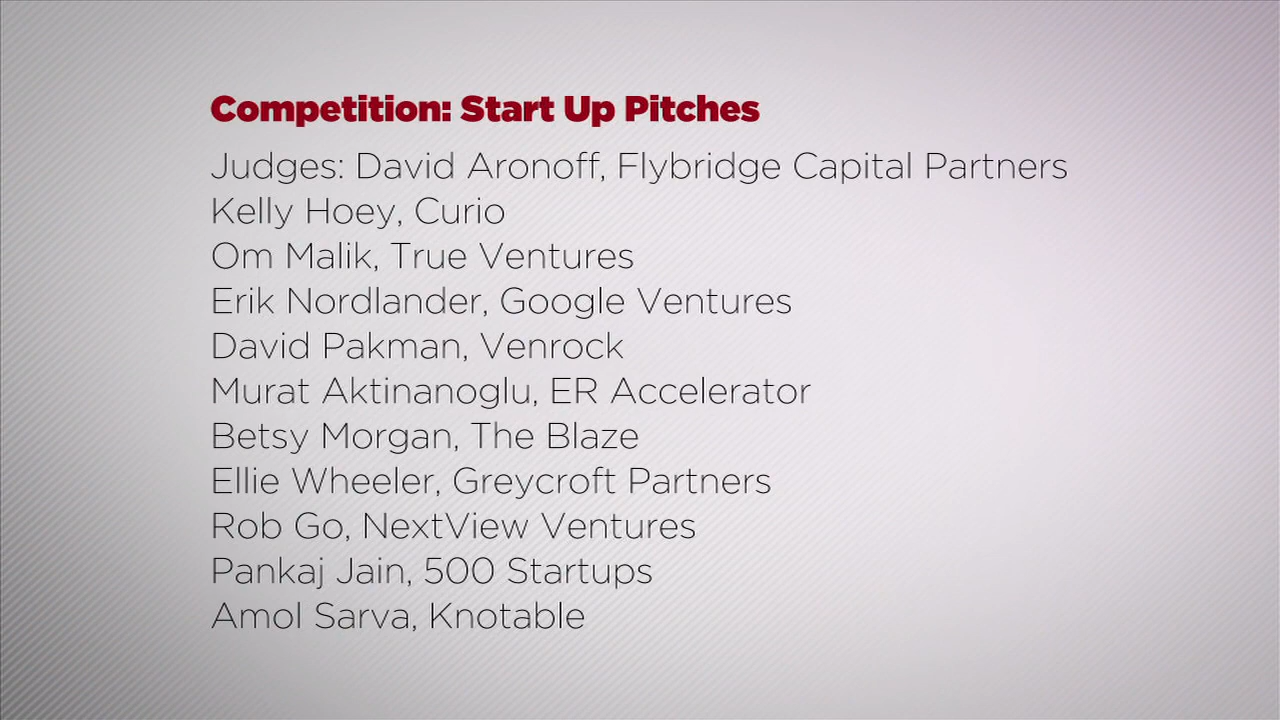 Competition: Start Up Pitches
Judges: David Aronoff, Flybridge Capital Partners
Kelly Hoey, Curio
Om Malik, True Ventures
Erik Nordlander, Google Ventures
David Pakman, Venrock
Murat Aktinanoglu, ER Accelerator
Betsy Morgan, The Blaze
Ellie Wheeler, Greycroft Partners
Rob Go, NextView Ventures
Pankaj Jain, 500 Startups
Amol Sarva, Knotable